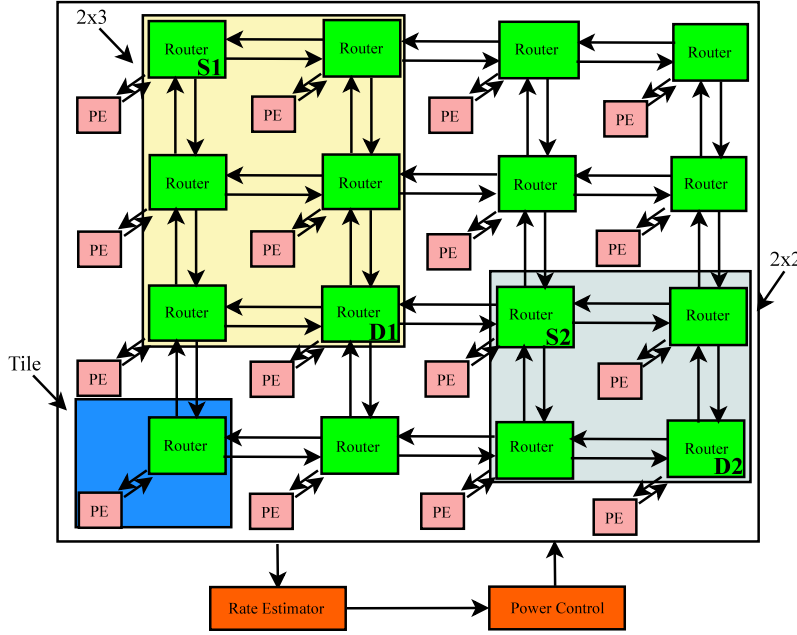 2x3
Router
Router
Router
Router
S1
PE
PE
PE
PE
Router
Router
Router
Router
PE
PE
PE
PE
2x2
Router
Router
Router
Router
D1
S2
Tile
PE
PE
PE
PE
Router
Router
Router
Router
D2
PE
PE
PE
PE
Rate Estimator
Power Control